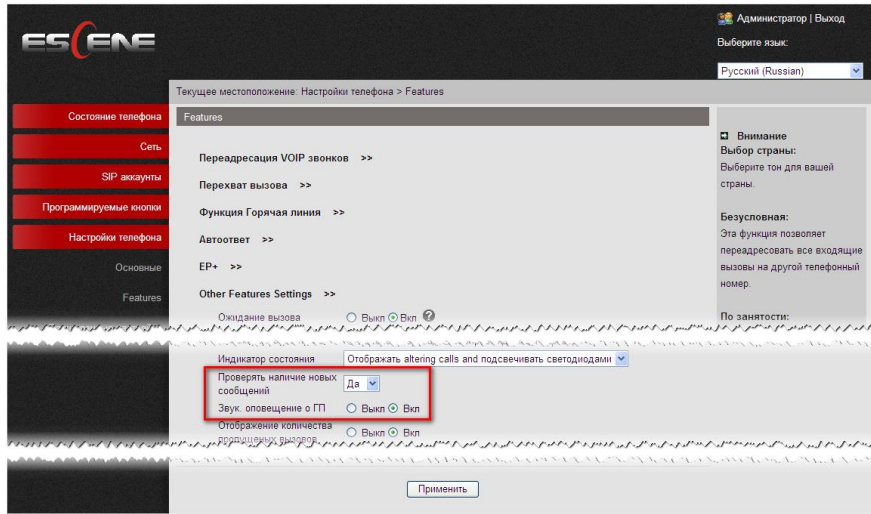 ESCENE
Администратор | Выход
Выберите язык:
Русский (Russian)
Текущее местоположение: Настройки телефона > Features
Состояние телефона
Сеть
SIP аккаунты
Программируемые кнопки
Настройки телефона
Основные
Features
Features
Переадресация VOIP звонков >>
Перехват вызова >>
Функция Горячая линия >>
Автоответ >>
EP+ >>
Other Features Settings >>
Ожидание вызова Выкл Вкл ?
Индикатор состояния Отображать altering calls and подсвечивать светодиодами
Проверять наличие новых
сообщений Да
Звук. оповещение о ГП Выкл Вкл
Отображение количества
пропущеных вызовов Выкл Вкл
Применить
Внимание
Выбор страны:
Выберите тон для вашей
страны.
Безусловная:
Эта функция позволяет
переадресовать все входящие
вызовы на другой телефонный
номер.
По занятости: